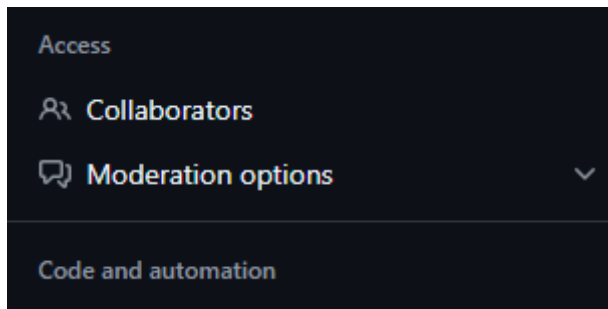 Access
Collaborators
Moderation options
Code and automation